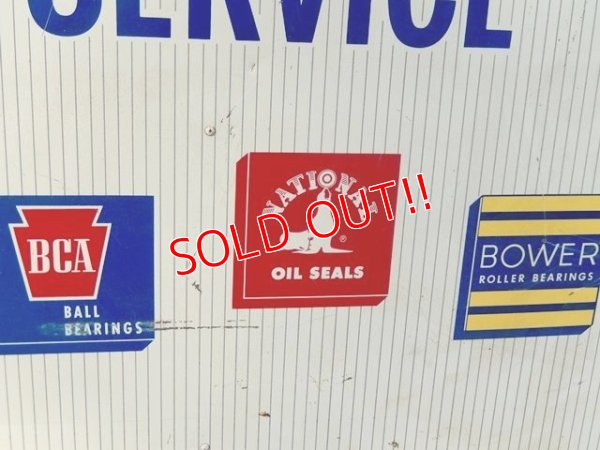 SERVICE
BCA
BALL
BEARINGS
NATIONAL
®
OIL SEALS
BOWER
ROLLER BEARINGS
SOLD OUT!!